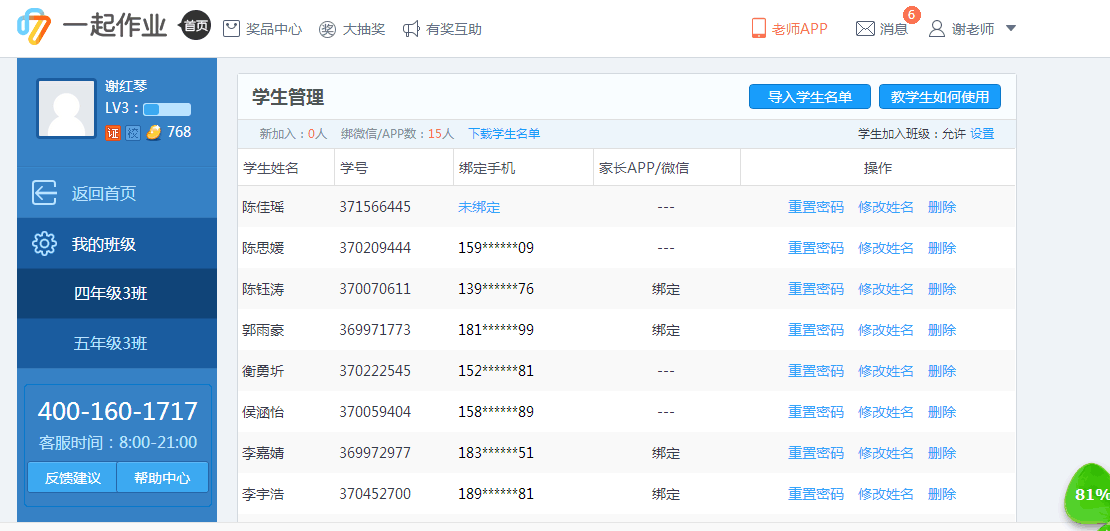 一起作业 首页 奖品中心 奖 大抽奖 有奖互助 老师APP 消息 6 谢老师
谢红琴
LV3：
证 校 768
返回首页
我的班级
四年级3班
五年级3班
400-160-1717
客服时间：8:00-21:00
反馈建议 帮助中心
学生管理 导入学生名单 教学生如何使用
新加入：0人 绑微信/APP数：15人 下载学生名单 学生加入班级：允许 设置
学生姓名 学号 绑定手机 家长APP/微信 操作
陈佳瑶 371566445 未绑定 --- 重置密码 修改姓名 删除
陈思媛 370209444 159******09 --- 重置密码 修改姓名 删除
陈钰涛 370070611 139******76 绑定 重置密码 修改姓名 删除
郭雨豪 369971773 181******99 绑定 重置密码 修改姓名 删除
衡勇圻 370222545 152******81 --- 重置密码 修改姓名 删除
侯涵怡 370059404 158******89 --- 重置密码 修改姓名 删除
李嘉婧 369972977 183******51 绑定 重置密码 修改姓名 删除
李宇浩 370452700 189******81 绑定 重置密码 修改姓名 删除
81%